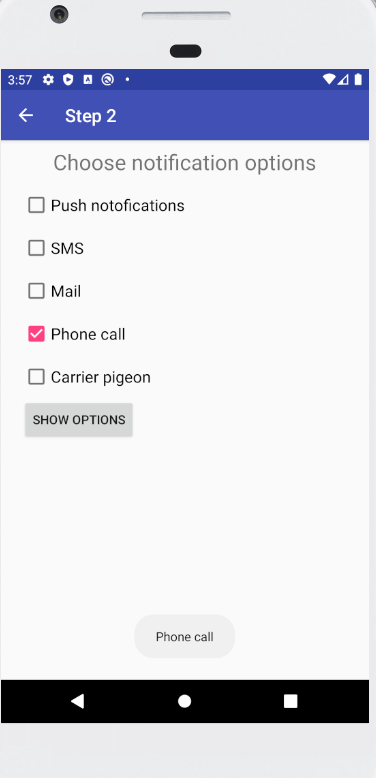 3:57
Step 2
Choose notification options
Push notofications
SMS
Mail
Phone call
Carrier pigeon
SHOW OPTIONS
Phone call